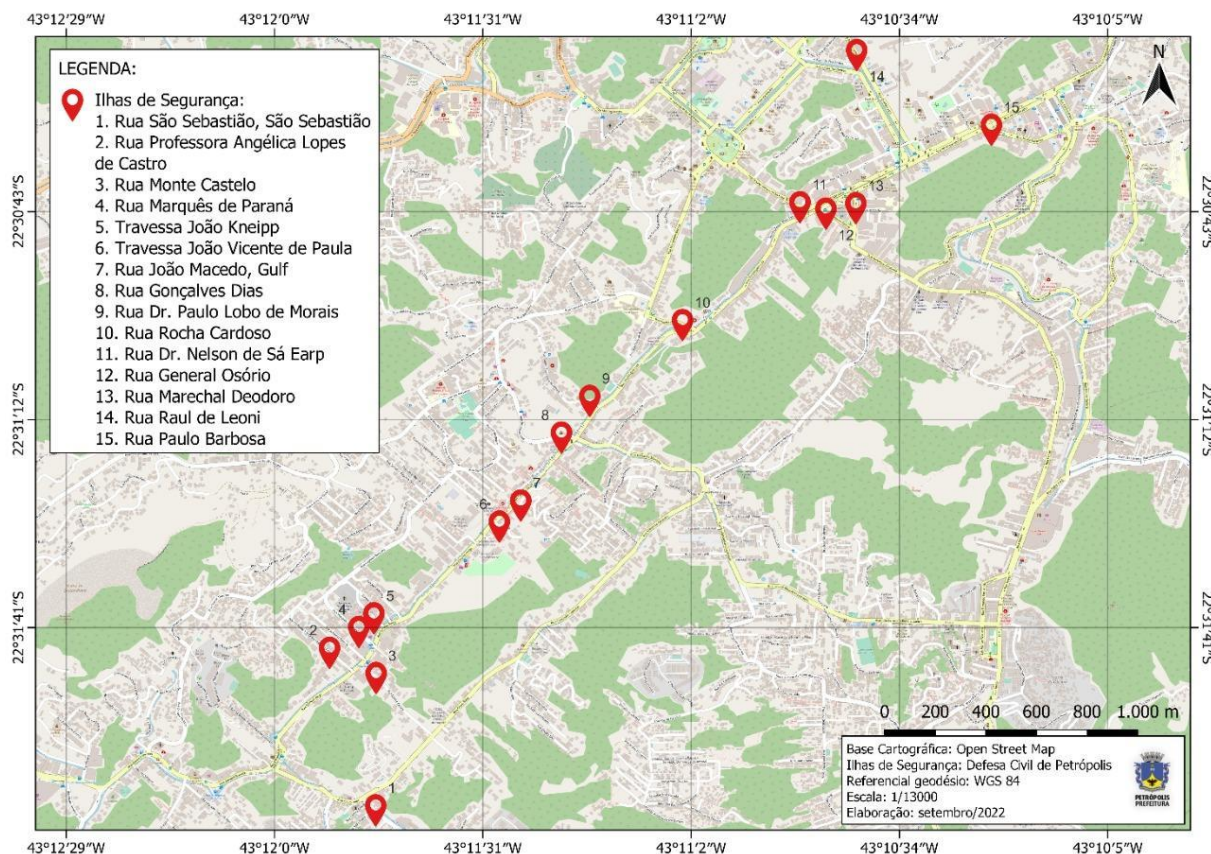 43°12'29"W 43°12'0"W 43°11'31"W 43°11'2"W 43°10'34"W 43°10'5"W
LEGENDA:
Ilhas de Segurança:
1. Rua São Sebastião, São Sebastião
2. Rua Professora Angélica Lopes
de Castro
3. Rua Monte Castelo
4. Rua Marquês de Paraná
5. Travessa João Kneipp
6. Travessa João Vicente de Paula
7. Rua João Macedo, Gulf
8. Rua Gonçalves Dias
9. Rua Dr. Paulo Lobo de Morais
10. Rua Rocha Cardoso
11. Rua Dr. Nelson de Sá Earp
12. Rua General Osório
13. Rua Marechal Deodoro
14. Rua Raul de Leoni
15. Rua Paulo Barbosa
N
14
15
11
13
12
10
9
8
7
6
5
4
2
3
1
22°30'43"S
22°31'12"S
22°31'41"S
22°30'43"S
22°31'12"S
22°31'41"S
0 200 400 600 800 1.000 m
Base Cartográfica: Open Street Map
Ilhas de Segurança: Defesa Civil de Petrópolis
Referencial geodésio: WGS 84
Escala: 1/13000
Elaboração: setembro/2022
PETRÓPOLIS
PREFEITURA
43°12'29"W 43°12'0"W 43°11'31"W 43°11'2"W 43°10'34"W 43°10'5"W